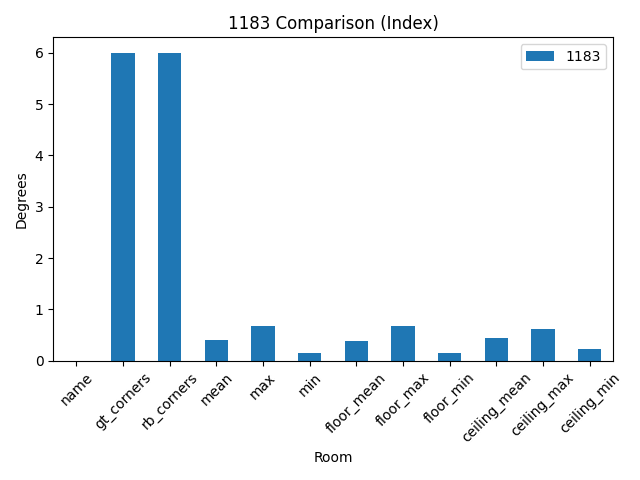 1183 Comparison (Index)
1183
Degrees
6
5
4
3
2
1
0
name
gt_corners
rb_corners
mean
max
min
floor_mean
floor_max
floor_min
ceiling_mean
ceiling_max
ceiling_min
Room